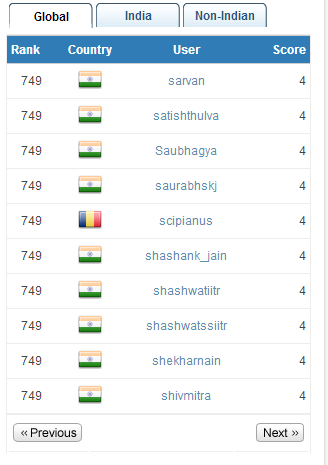 Global India Non-Indian
Rank Country User Score
749 sarvan 4
749 satishthulva 4
749 Saubhagya 4
749 saurabhskj 4
749 scipianus 4
749 shashank_jain 4
749 shashwatiitr 4
749 shashwatssiitr 4
749 shekharnain 4
749 shivmitra 4
« Previous Next »